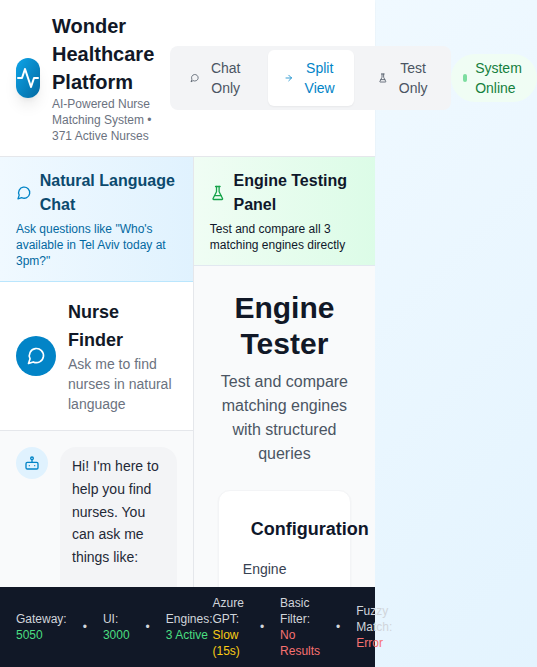 Wonder
Healthcare
Platform
AI-Powered Nurse
Matching System •
371 Active Nurses
Chat
Only
Split
View
Test
Only
System
Online
Natural Language
Chat
Ask questions like "Who's
available in Tel Aviv today at
3pm?"
Engine Testing
Panel
Test and compare all 3
matching engines directly
Nurse
Finder
Ask me to find
nurses in natural
language
Hi! I'm here to
help you find
nurses. You
can ask me
things like:
Engine
Tester
Test and compare
matching engines
with structured
queries
Configuration
Engine
Gateway:
5050
•
UI:
3000
•
Engines:
3 Active
Azure
GPT:
Slow
(15s)
•
Basic
Filter:
No
Results
•
Fuzzy
Match:
Error